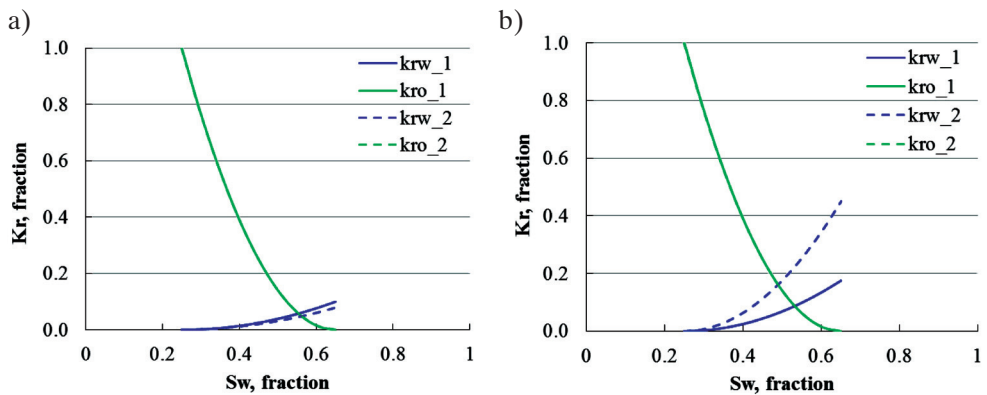 a)
1.0
0.8
0.6
0.4
0.2
0.0
Kr, fraction
krw_1
kro_1
krw_2
kro_2
0 0.2 0.4 0.6 0.8 1
Sw, fraction
b)
1.0
0.8
0.6
0.4
0.2
0.0
Kr, fraction
krw_1
kro_1
krw_2
kro_2
0 0.2 0.4 0.6 0.8 1
Sw, fraction